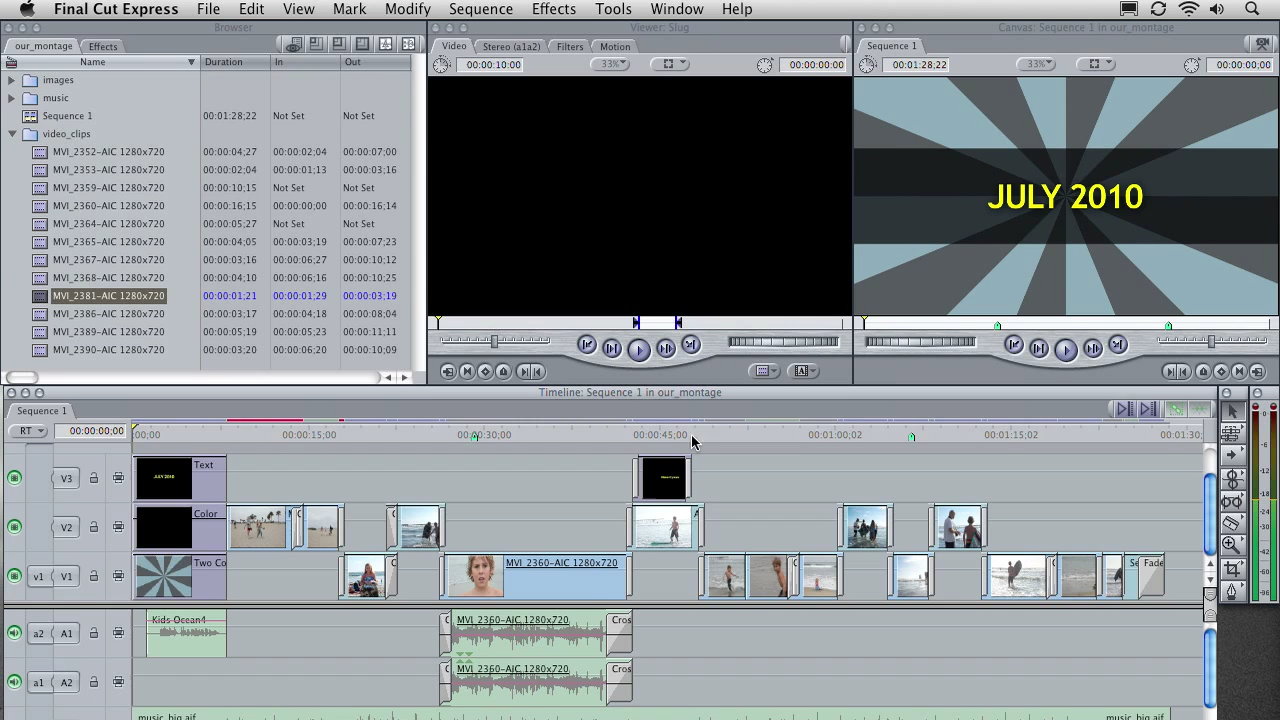 Final Cut Express File Edit View Mark Modify Sequence Effects Tools Window Help
Browser
our_montage Effects
Name Duration In Out
images
music
Sequence 1 00:00:01:28;22 Not Set Not Set
video_clips
MVI_2352-AIC 1280x720 00:00:04;27 00:00:02;04 00:00:07;00
MVI_2353-AIC 1280x720 00:00:02;04 00:00:01;13 00:00:03;16
MVI_2359-AIC 1280x720 00:00:10;15 Not Set Not Set
MVI_2360-AIC 1280x720 00:00:16;15 00:00:00;00 00:00:16;14
MVI_2364-AIC 1280x720 00:00:05;27 Not Set Not Set
MVI_2365-AIC 1280x720 00:00:04;05 00:00:03;19 00:00:07;23
MVI_2367-AIC 1280x720 00:00:03;16 00:00:06;27 00:00:10;12
MVI_2368-AIC 1280x720 00:00:04;10 00:00:06;16 00:00:10;25
MVI_2381-AIC 1280x720 00:00:01;21 00:00:01;29 00:00:03;19
MVI_2386-AIC 1280x720 00:00:03;17 00:00:04;18 00:00:08;04
MVI_2389-AIC 1280x720 00:00:05;19 00:00:05;23 00:00:11;11
MVI_2390-AIC 1280x720 00:00:03;20 00:00:06;20 00:00:10;09
Viewer: Slug
Video Stereo (a1a2) Filters Motion
00:00:10:00 33% 00:00:00:00
Canvas: Sequence 1 in our_montage
Sequence 1
00:01:28;22 33% 00:00:00;00
JULY 2010
Timeline: Sequence 1 in our_montage
Sequence 1
RT 00:00:00;00 00;00 00:00:15;00 00:00:30;00 00:00:45;00 00:01:00;02 00:01:15;02 00:01:30;
V3 JULY 2010 Text
V2 Color
v1 V1 Two Co MVI_2360-AIC 1280x720 Se Fade
a2 A1 Kids Ocean4 MVI_2360-AIC 1280x720 Cros
a1 A2 MVI_2360-AIC 1280x720 Cros
music_big.aif music_big.aif